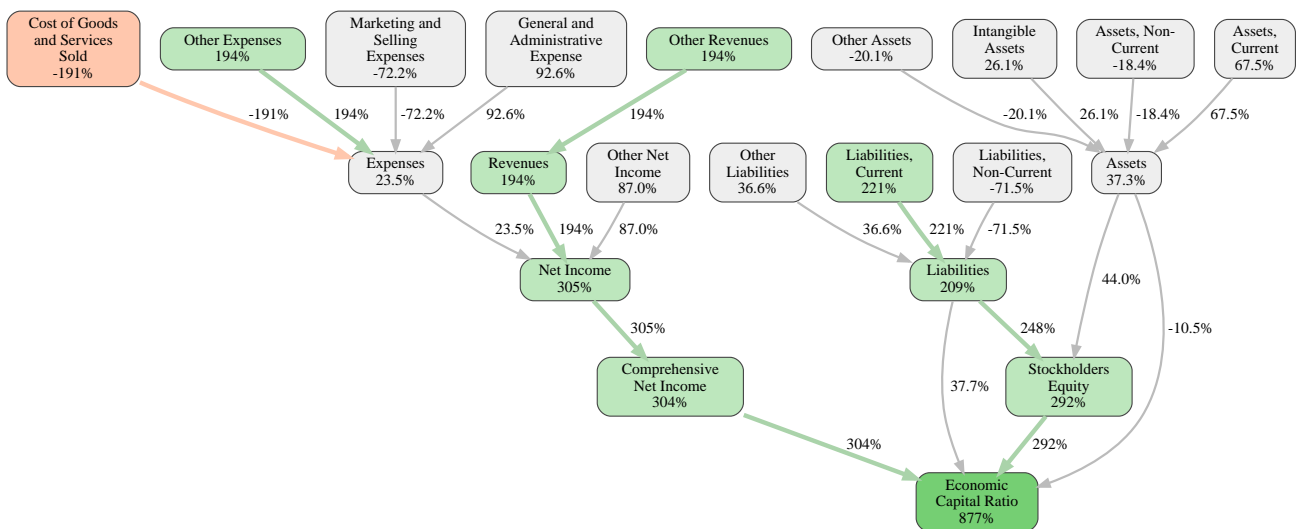 Cost of Goods
and Services
Sold
-191%
Other Expenses
194%
Marketing and
Selling
Expenses
-72.2%
General and
Administrative
Expense
92.6%
Other Revenues
194%
Other Assets
-20.1%
Intangible
Assets
26.1%
Assets, Non-
Current
-18.4%
Assets,
Current
67.5%
-191%
194%
-72.2%
92.6%
194%
-20.1%
26.1%
-18.4%
67.5%
Expenses
23.5%
Revenues
194%
Other Net
Income
87.0%
Other
Liabilities
36.6%
Liabilities,
Current
221%
Liabilities,
Non-Current
-71.5%
Assets
37.3%
23.5%
194%
87.0%
36.6%
221%
-71.5%
Net Income
305%
Liabilities
209%
44.0%
305%
248%
-10.5%
Comprehensive
Net Income
304%
37.7%
Stockholders
Equity
292%
304%
292%
Economic
Capital Ratio
877%